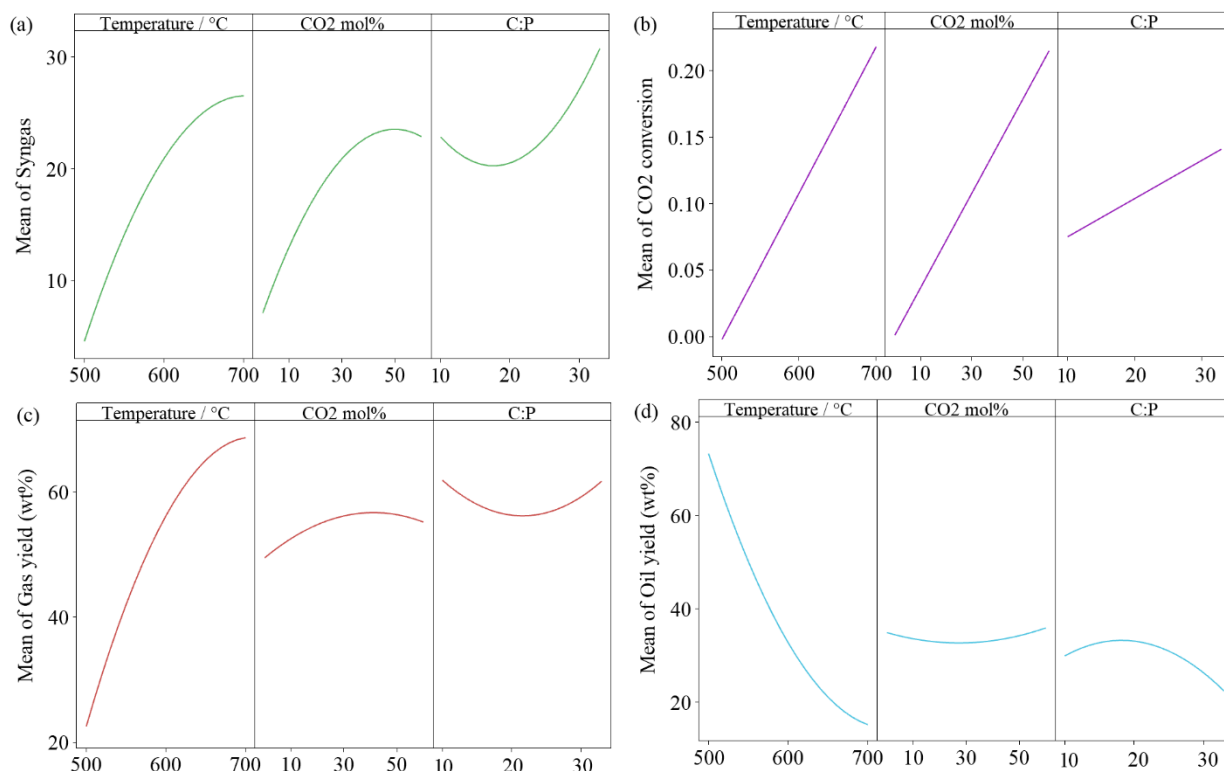 (a)
Temperature / °C CO2 mol% C:P
Mean of Syngas
30
20
10
500 600 700 10 30 50 10 20 30
(b)
Temperature / °C CO2 mol% C:P
Mean of CO2 conversion
0.20
0.15
0.10
0.05
0.00
500 600 700 10 30 50 10 20 30
(c)
Temperature / °C CO2 mol% C:P
Mean of Gas yield (wt%)
60
40
20
500 600 700 10 30 50 10 20 30
(d)
Temperature / °C CO2 mol% C:P
Mean of Oil yield (wt%)
80
60
40
20
500 600 700 10 30 50 10 20 30